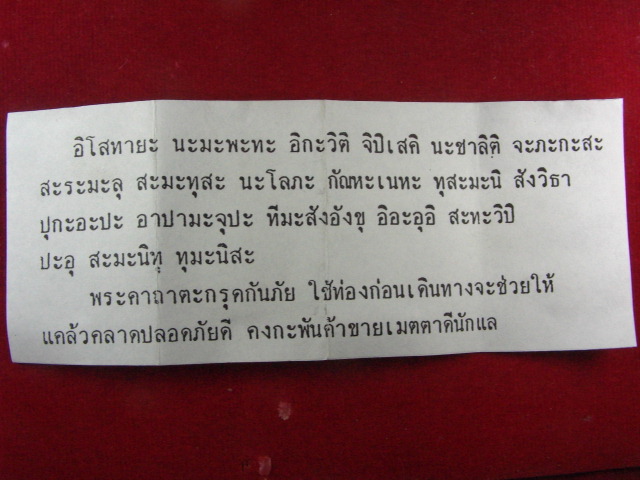 อิโสทายะ นะมะพะทะ อิกะวิติ จิปิเสคิ นะชาลิติ จะภะกะสะ
สะระมะลุ สะมะทุสะ นะโลภะ กัณหะเนหะ ทุสะมะนิ สังวิธา
ปุกะอะปะ อาปามะจุปะ ทีมะสังอังขุ อิอะอุอิ สะทะวิปิ
ปะอุ สะมะนิทุ ทุมะนิสะ
พระคาถาตะกรุดกันภัย ใช้ท่องก่อนเดินทางจะช่วยให้
แคล้วคลาดปลอดภัยดี คงกะพันค้าขายเมตตาดีนักแล